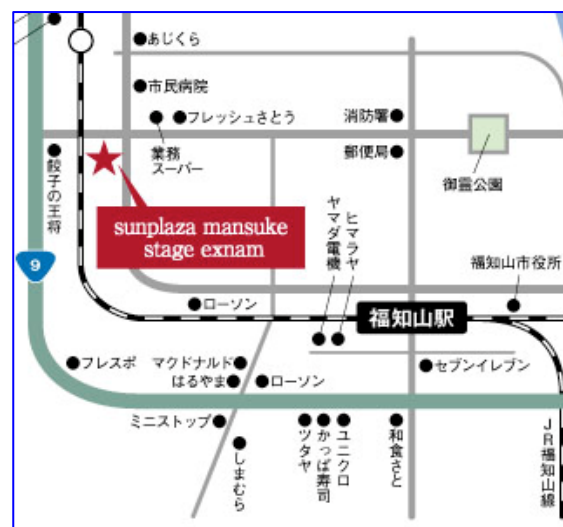 あじくら
市民病院
フレッシュさとう
消防署
業務
スーパー
郵便局
餃子の王将
御霊公園
sunplaza mansuke
stage exnam
ヤマダ電機
ヒマラヤ
9
福知山市役所
ローソン
福知山駅
フレスポ
マクドナルド
はるやま
ローソン
セブンイレブン
ミニストップ
しまむら
ツタヤ
かっぱ寿司
ユニクロ
和食さと
JR福知山線